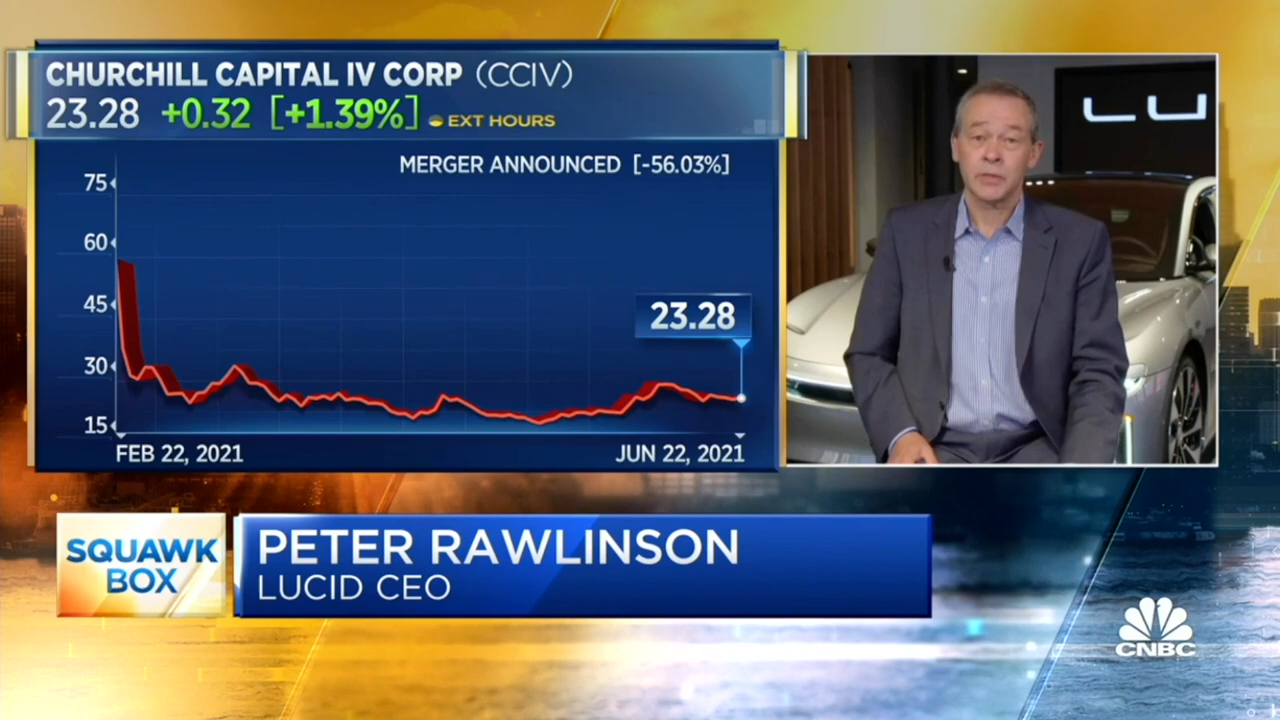 CHURCHILL CAPITAL IV CORP (CCIV)
23.28 +0.32 [+1.39%] EXT HOURS
MERGER ANNOUNCED [-56.03%]
75
60
45
30
15
23.28
FEB 22, 2021 JUN 22, 2021
LU
SQUAWK
BOX
PETER RAWLINSON
LUCID CEO
CNBC